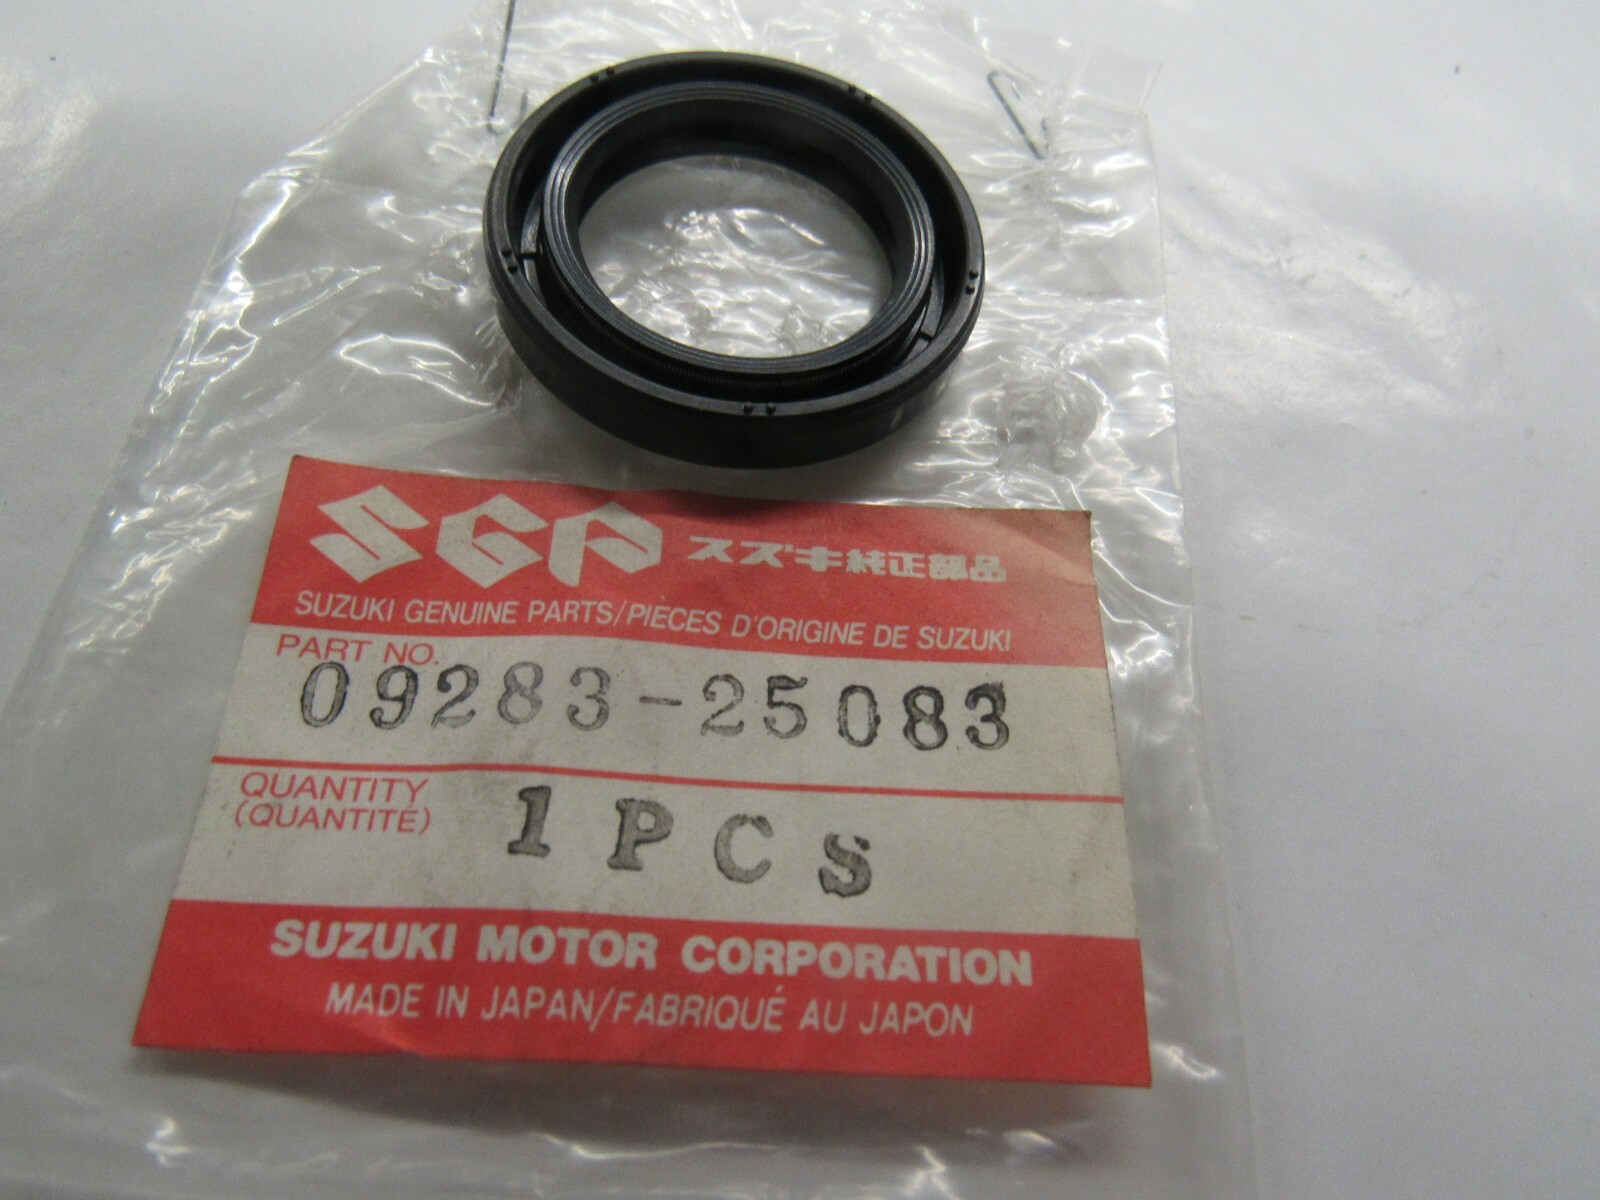 SGP スズキ純正部品
SUZUKI GENUINE PARTS/PIECES D'ORIGINE DE SUZUKI
PART NO.
09283-25083
QUANTITY
(QUANTITÉ)
1 PCS
SUZUKI MOTOR CORPORATION
MADE IN JAPAN/FABRIQUÉ AU JAPON